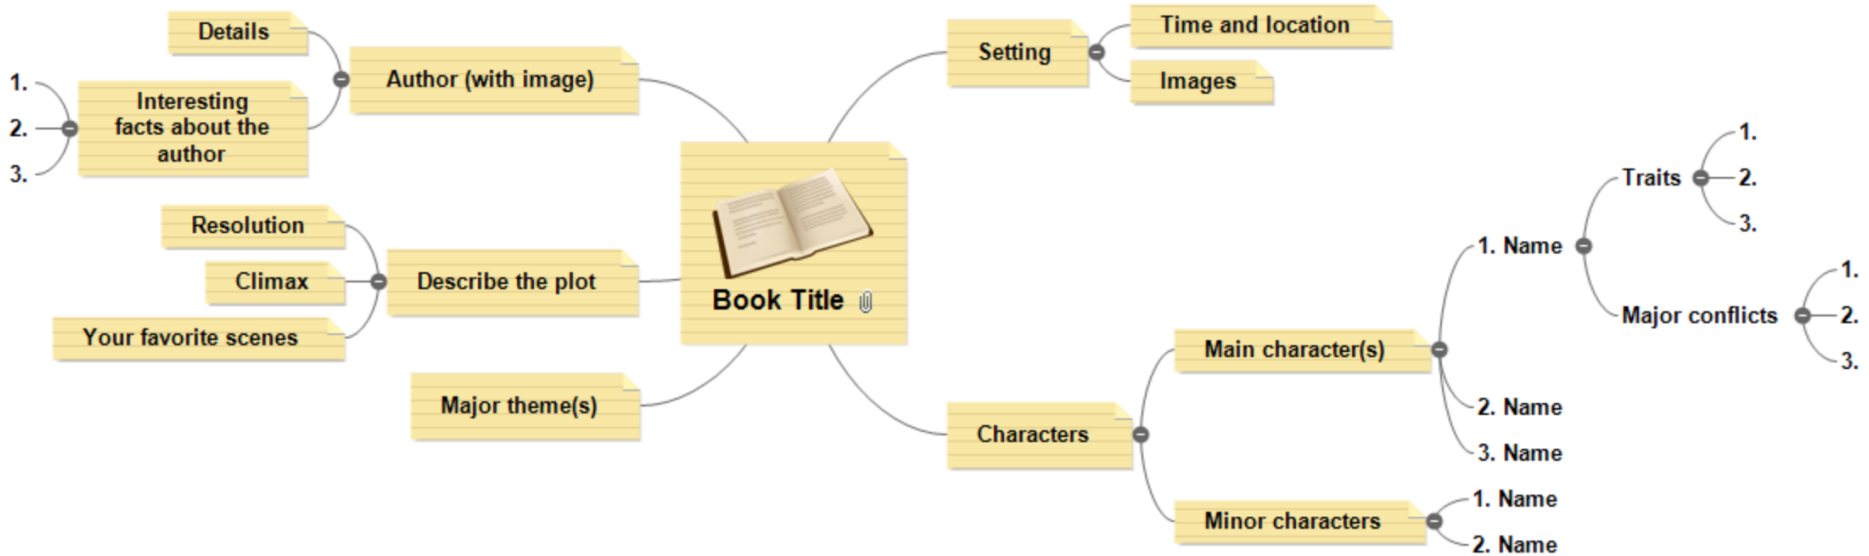 Details
Author (with image)
1.
2.
3.
Interesting
facts about the
author
Resolution
Climax
Describe the plot
Your favorite scenes
Major theme(s)
Book Title
Setting
Time and location
Images
Characters
Main character(s)
1. Name
Traits
1.
2.
3.
Major conflicts
1.
2.
3.
2. Name
3. Name
Minor characters
1. Name
2. Name